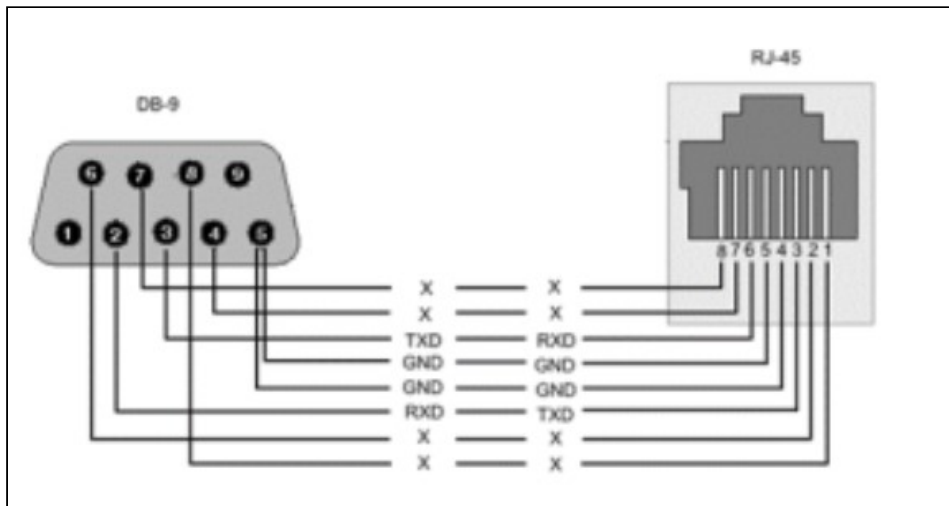 RJ-45
DB-9
6 7 8 9
1 2 3 4 5
8 7 6 5 4 3 2 1
X X
X X
TXD RXD
GND GND
GND GND
RXD TXD
X X
X X